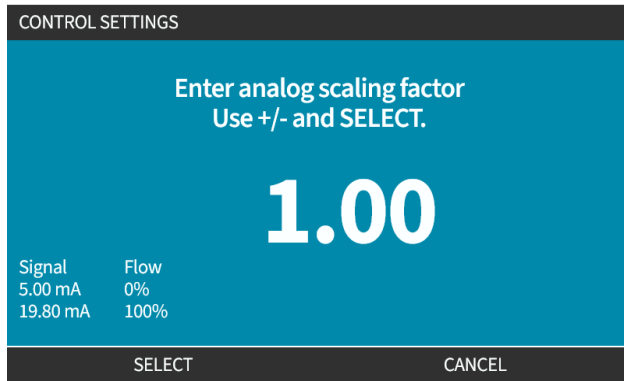 CONTROL SETTINGS
Enter analog scaling factor
Use +/- and SELECT.
1.00
Signal Flow
5.00 mA 0%
19.80 mA 100%
SELECT CANCEL